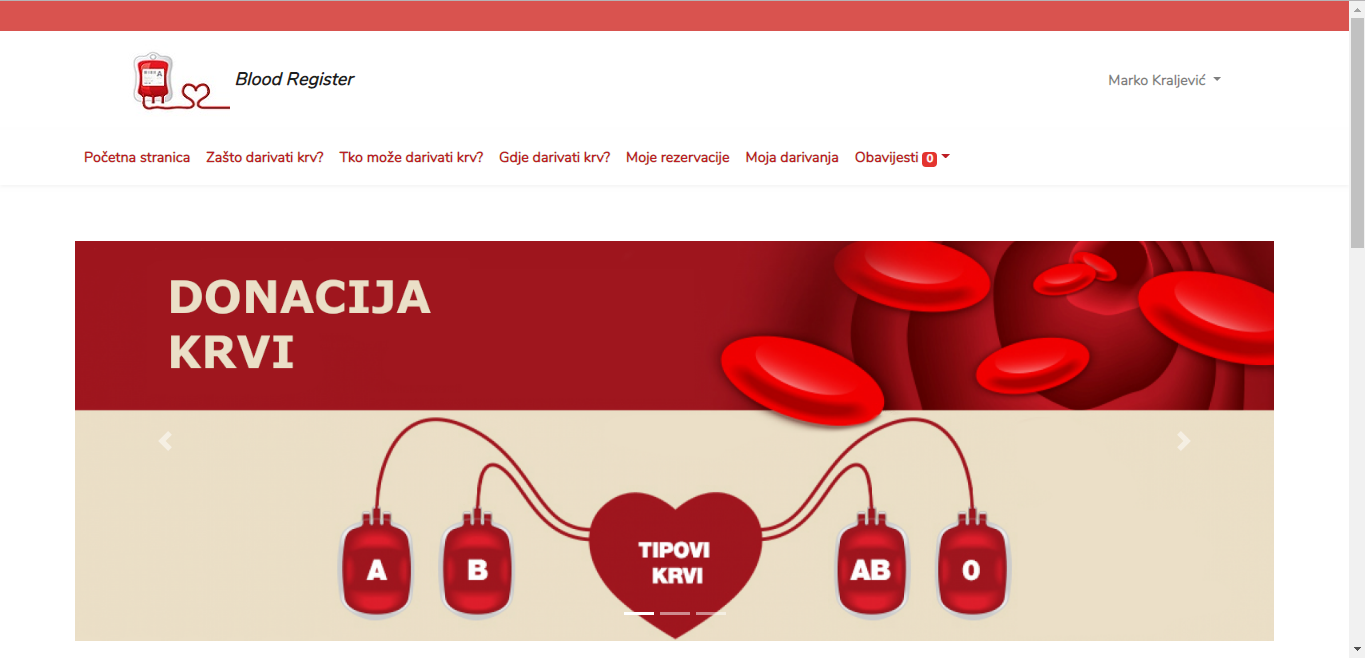 Blood Register
Marko Kraljević
Početna stranica Zašto darivati krv? Tko može darivati krv? Gdje darivati krv? Moje rezervacije Moja darivanja Obavijesti 0
DONACIJA
KRVI
A
B
TIPOVI
KRVI
AB
0